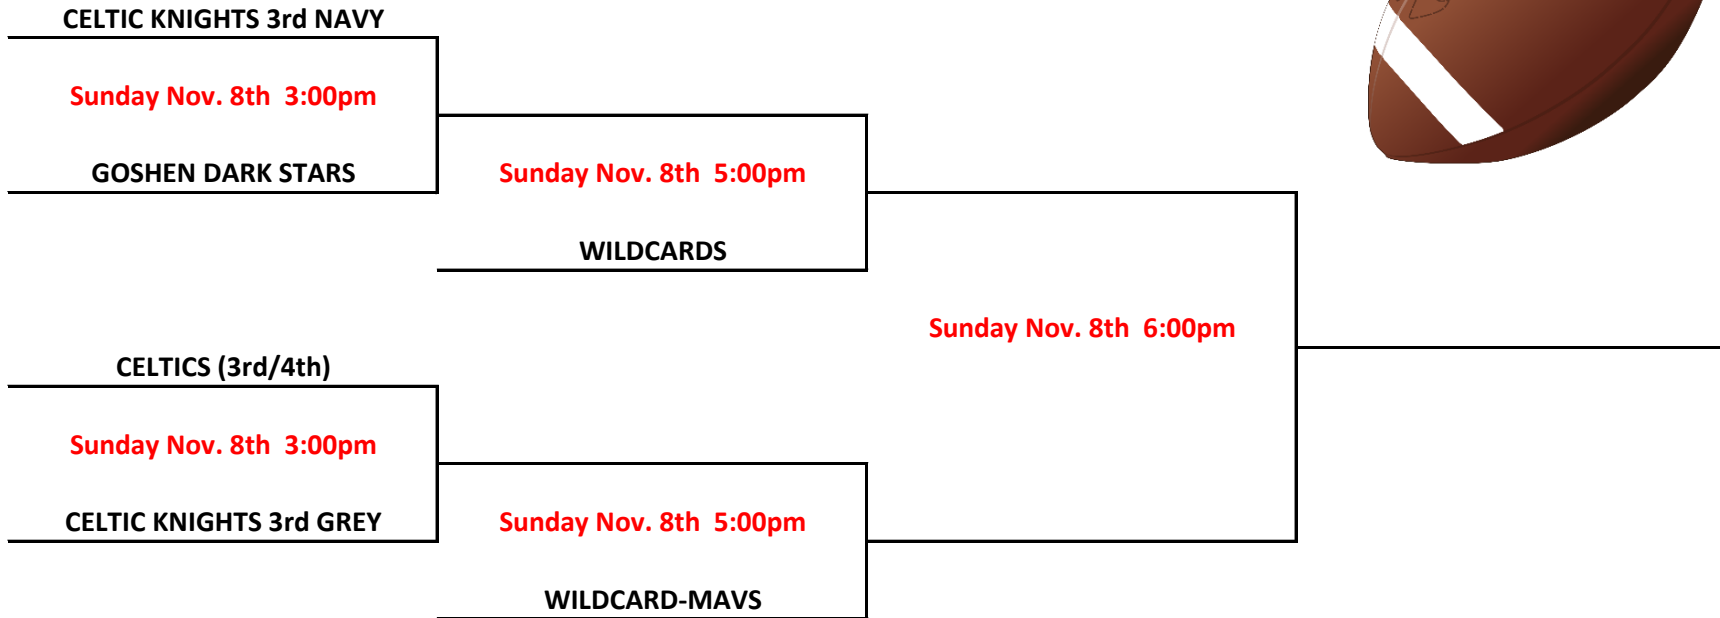 CELTIC KNIGHTS 3rd NAVY
Sunday Nov. 8th 3:00pm
GOSHEN DARK STARS
Sunday Nov. 8th 5:00pm
WILDCARDS
Sunday Nov. 8th 6:00pm
CELTICS (3rd/4th)
Sunday Nov. 8th 3:00pm
CELTIC KNIGHTS 3rd GREY
Sunday Nov. 8th 5:00pm
WILDCARD-MAVS